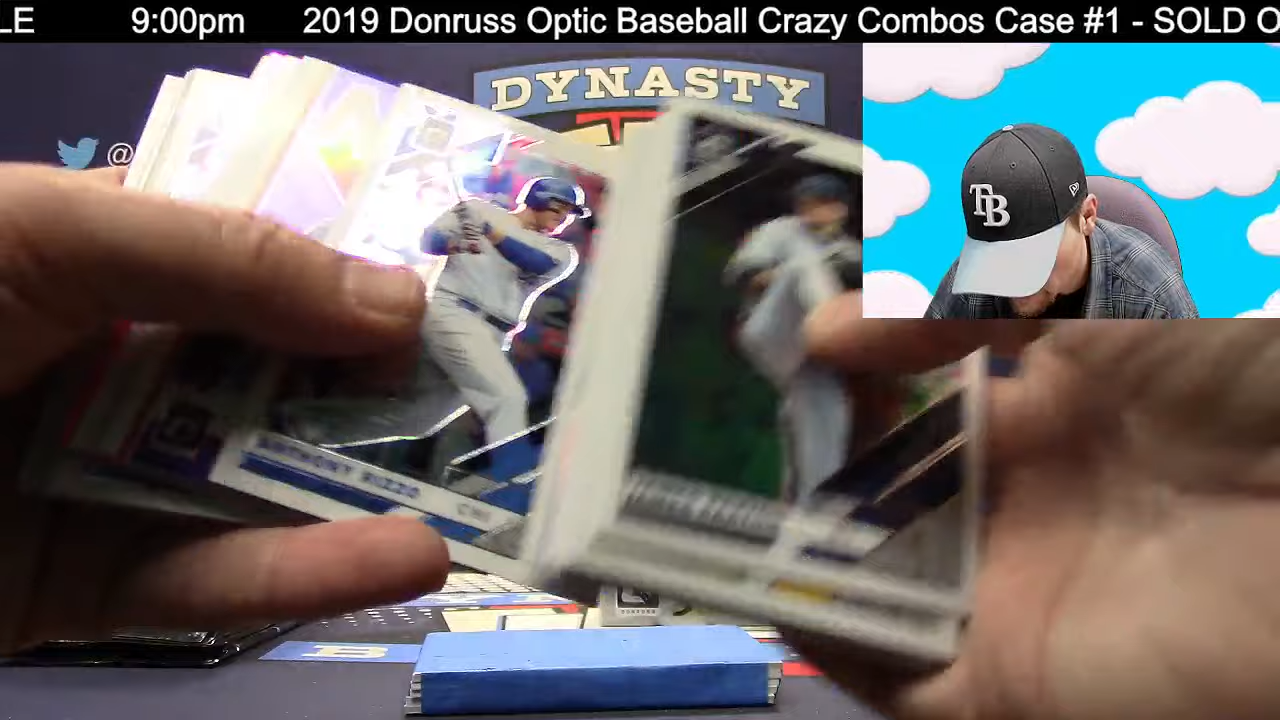 LE 9:00pm 2019 Donruss Optic Baseball Crazy Combos Case #1 - SOLD O
DYNASTY
@
TB
ANTHONY RIZZO